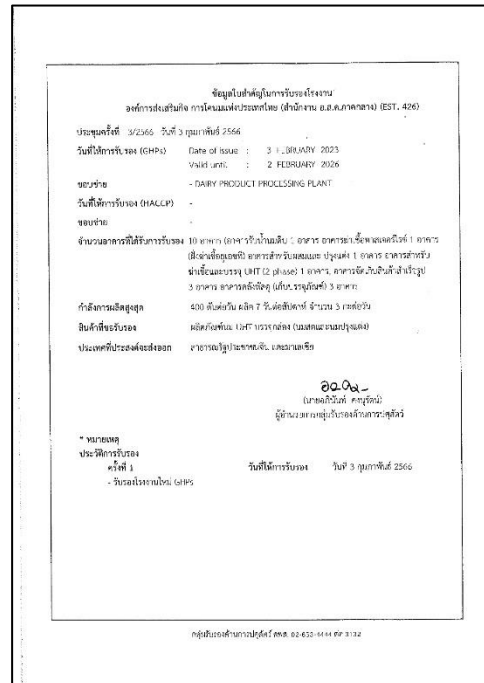 ข้อมูลใบสำคัญในการรับรองโรงงาน
องค์การส่งเสริมกิจการโคนมแห่งประเทศไทย (สำนักงาน อ.ส.ค.ภาคกลาง) (EST. 426)
ประชุมครั้งที่ 3/2566 วันที่ 3 กุมภาพันธ์ 2566
วันที่ให้การรับรอง (GHPs) Date of issue : 3 FEBRUARY 2023
Valid until. : 2 FEBRUARY 2026
ขอบข่าย - DAIRY PRODUCT PROCESSING PLANT
วันที่ให้การรับรอง (HACCP) -
ขอบข่าย -
จำนวนอาคารที่ได้รับการรับรอง 10 อาคาร (อาคารรับน้ำนมดิบ 1 อาคาร อาคารฆ่าเชื้อพาสเจอร์ไรซ์ 1 อาคาร
อาคารสำหรับผสมและ ปรุงแต่ง 1 อาคาร อาคารสำหรับ
ฆ่าเชื้อและบรรจุ UHT (2 phase) 1 อาคาร, อาคารจัดเก็บสินค้าสำเร็จรูป
3 อาคาร อาคารคลังพัสดุ (เก็บบรรจุภัณฑ์) 3 อาคาร
กำลังการผลิตสูงสุด 400 ตันต่อวัน ผลิต 7 วันต่อสัปดาห์ จำนวน 3 กะต่อวัน
สินค้าที่ขอรับรอง ผลิตภัณฑ์นม UHT บรรจุกล่อง (นมสดและนมปรุงแต่ง)
ประเทศที่ประสงค์จะส่งออก สาธารณรัฐประชาชนจีน และมาเลเซีย
ผู้อำนวยการกลุ่มรับรองด้านการปศุสัตว์
* หมายเหตุ
ประวัติการรับรอง
ครั้งที่ 1 วันที่ให้การรับรอง วันที่ 3 กุมภาพันธ์ 2566
- รับรองโรงงานใหม่ GHPs
กลุ่มรับรองด้านการปศุสัตว์ สพส. 02-653-4444 ต่อ 3132